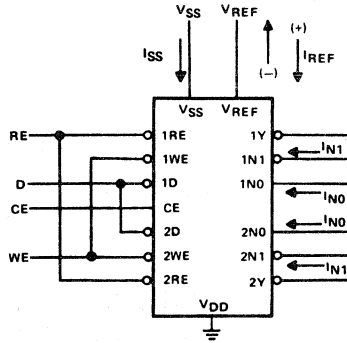 VSS VREF
ISS (+) IREF
(−)
VSS VREF
RE 1RE 1Y
1WE 1N1 IN1
D 1D 1N0 IN0
CE CE
2D 2N0 IN0
WE 2WE 2N1
2RE 2Y IN1
VDD